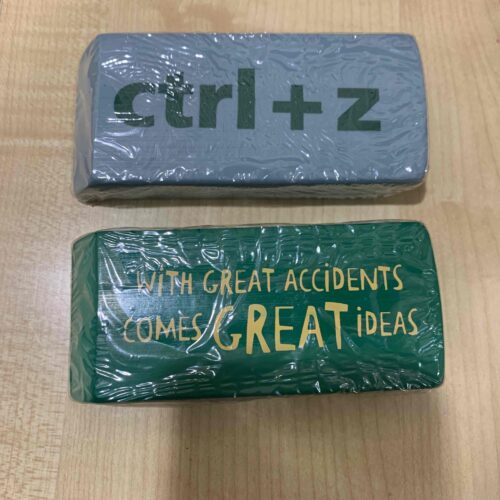 ctrl+z
WiTH GREAT ACCiDENTS
COMES GREAT iDEAS